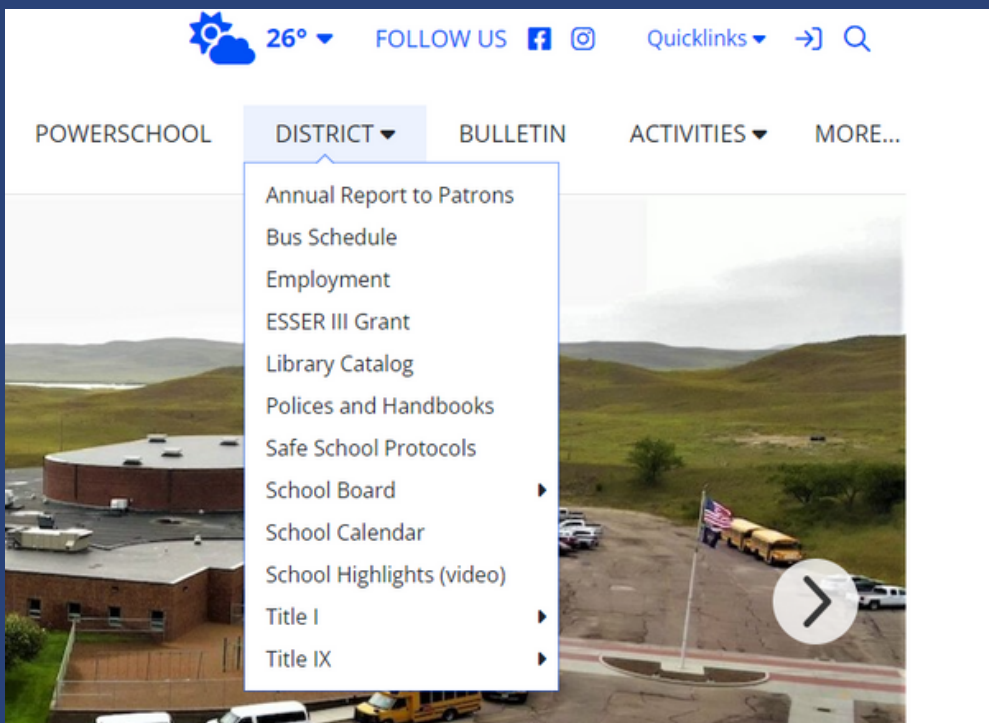 26° FOLLOW US Quicklinks
POWERSCHOOL DISTRICT BULLETIN ACTIVITIES MORE...
Annual Report to Patrons
Bus Schedule
Employment
ESSER III Grant
Library Catalog
Polices and Handbooks
Safe School Protocols
School Board
School Calendar
School Highlights (video)
Title I
Title IX